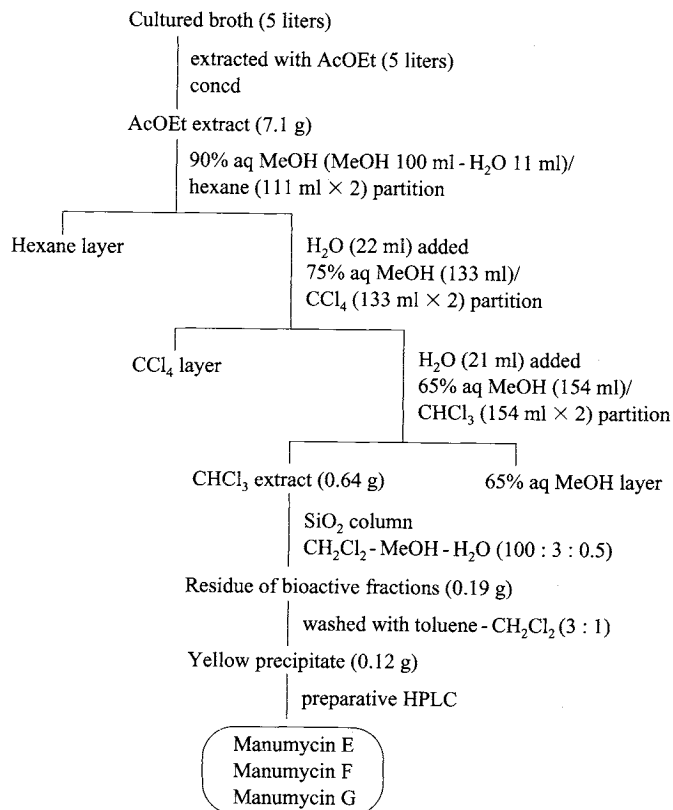 Cultured broth (5 liters)
extracted with AcOEt (5 liters)
concd
AcOEt extract (7.1 g)
90% aq MeOH (MeOH 100 ml - H₂O 11 ml)/
hexane (111 ml × 2) partition
Hexane layer
H₂O (22 ml) added
75% aq MeOH (133 ml)/
CCl₄ (133 ml × 2) partition
CCl₄ layer
H₂O (21 ml) added
65% aq MeOH (154 ml)/
CHCl₃ (154 ml × 2) partition
CHCl₃ extract (0.64 g)
65% aq MeOH layer
SiO₂ column
CH₂Cl₂ - MeOH - H₂O (100 : 3 : 0.5)
Residue of bioactive fractions (0.19 g)
washed with toluene - CH₂Cl₂ (3 : 1)
Yellow precipitate (0.12 g)
preparative HPLC
Manumycin E
Manumycin F
Manumycin G